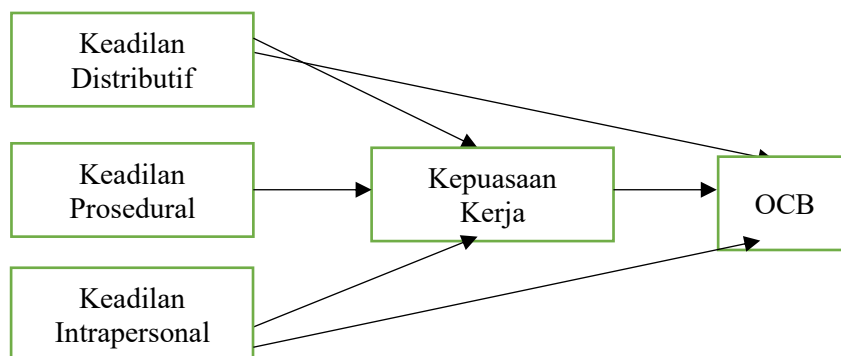 Keadilan
Distributif
Keadilan
Prosedural
Kepuasaan
Kerja
OCB
Keadilan
Intrapersonal